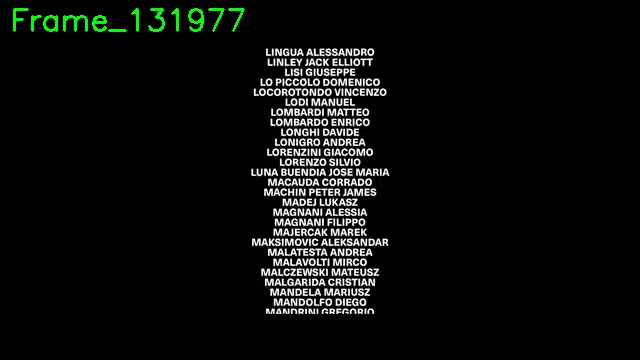 Frame_131977
LINGUA ALESSANDRO
LINLEY JACK ELLIOTT
LISI GIUSEPPE
LO PICCOLO DOMENICO
LOCOROTONDO VINCENZO
LODI MANUEL
LOMBARDI MATTEO
LOMBARDO ENRICO
LONGHI DAVIDE
LONIGRO ANDREA
LORENZINI GIACOMO
LORENZO SILVIO
LUNA BUENDIA JOSE MARIA
MACAUDA CORRADO
MACHIN PETER JAMES
MADEJ LUKASZ
MAGNANI ALESSIA
MAGNANI FILIPPO
MAJERCAK MAREK
MAKSIMOVIC ALEKSANDAR
MALATESTA ANDREA
MALAVOLTI MIRCO
MALCZEWSKI MATEUSZ
MALGARIDA CRISTIAN
MANDELA MARIUSZ
MANDOLFO DIEGO
MANDRINI GREGORIO